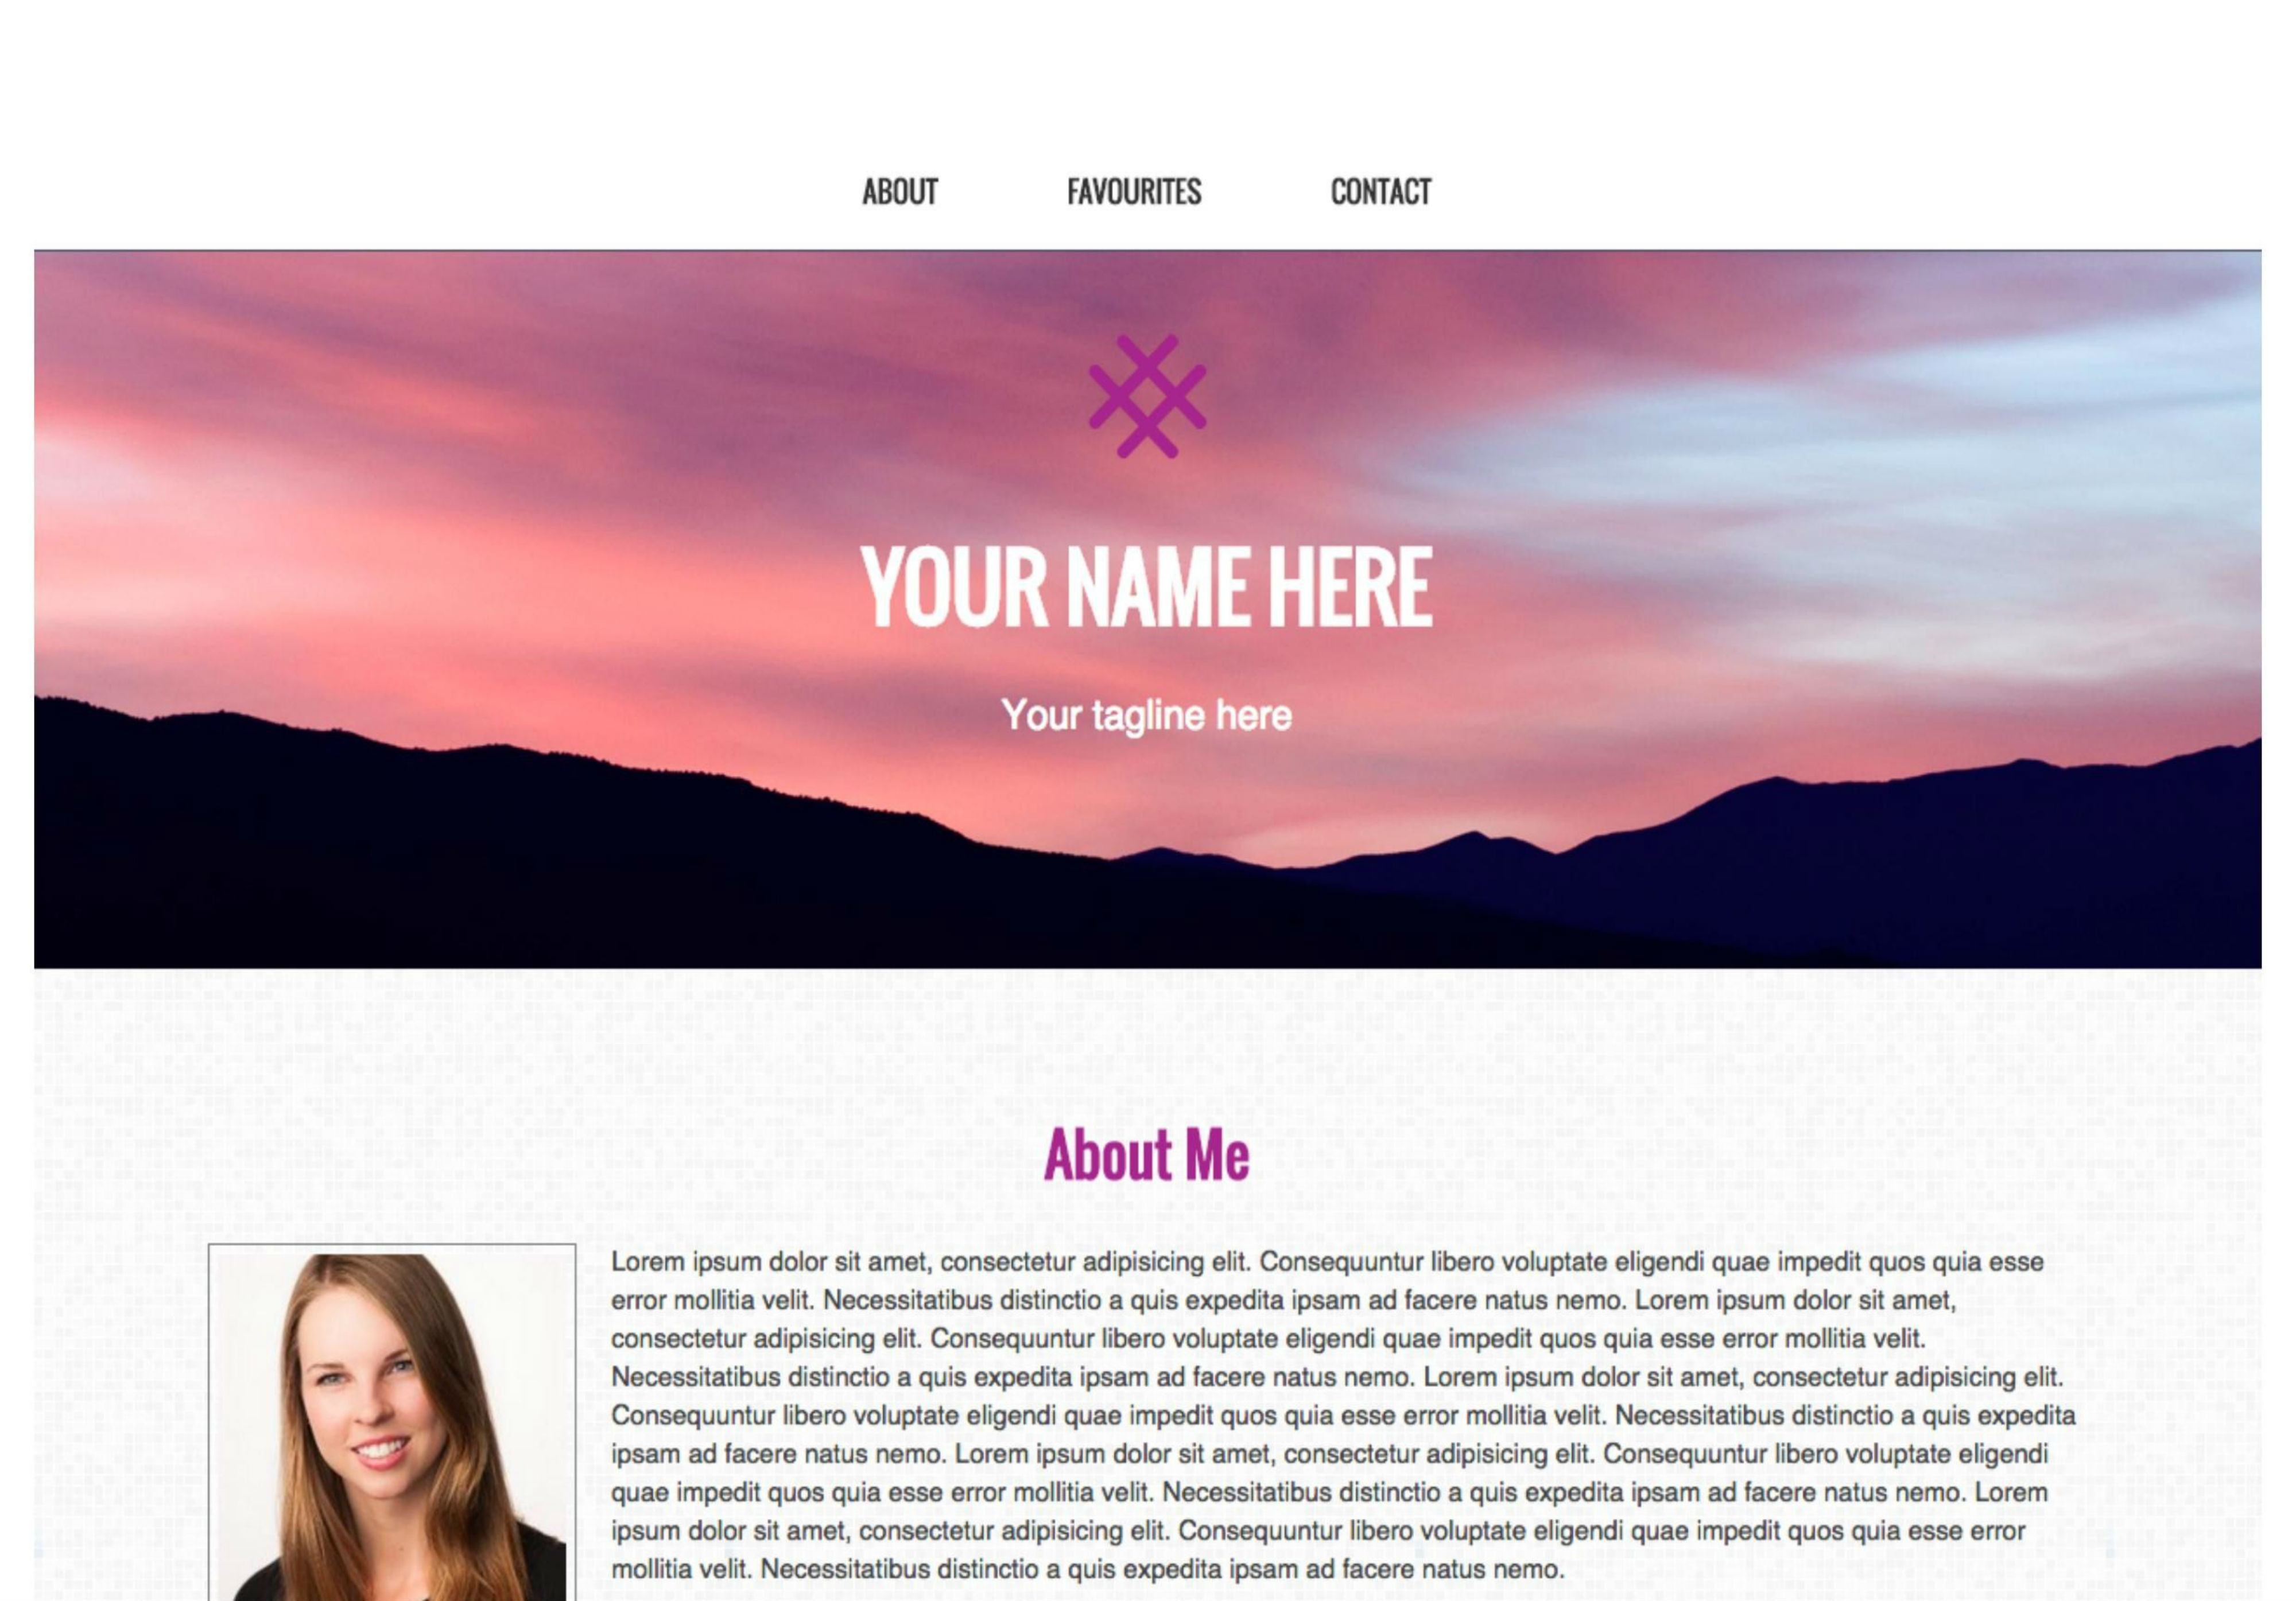 ABOUT FAVOURITES CONTACT
YOUR NAME HERE
Your tagline here
About Me
Lorem ipsum dolor sit amet, consectetur adipisicing elit. Consequuntur libero voluptate eligendi quae impedit quos quia esse
error mollitia velit. Necessitatibus distinctio a quis expedita ipsam ad facere natus nemo. Lorem ipsum dolor sit amet,
consectetur adipisicing elit. Consequuntur libero voluptate eligendi quae impedit quos quia esse error mollitia velit.
Necessitatibus distinctio a quis expedita ipsam ad facere natus nemo. Lorem ipsum dolor sit amet, consectetur adipisicing elit.
Consequuntur libero voluptate eligendi quae impedit quos quia esse error mollitia velit. Necessitatibus distinctio a quis expedita
ipsam ad facere natus nemo. Lorem ipsum dolor sit amet, consectetur adipisicing elit. Consequuntur libero voluptate eligendi
quae impedit quos quia esse error mollitia velit. Necessitatibus distinctio a quis expedita ipsam ad facere natus nemo. Lorem
ipsum dolor sit amet, consectetur adipisicing elit. Consequuntur libero voluptate eligendi quae impedit quos quia esse error
mollitia velit. Necessitatibus distinctio a quis expedita ipsam ad facere natus nemo.